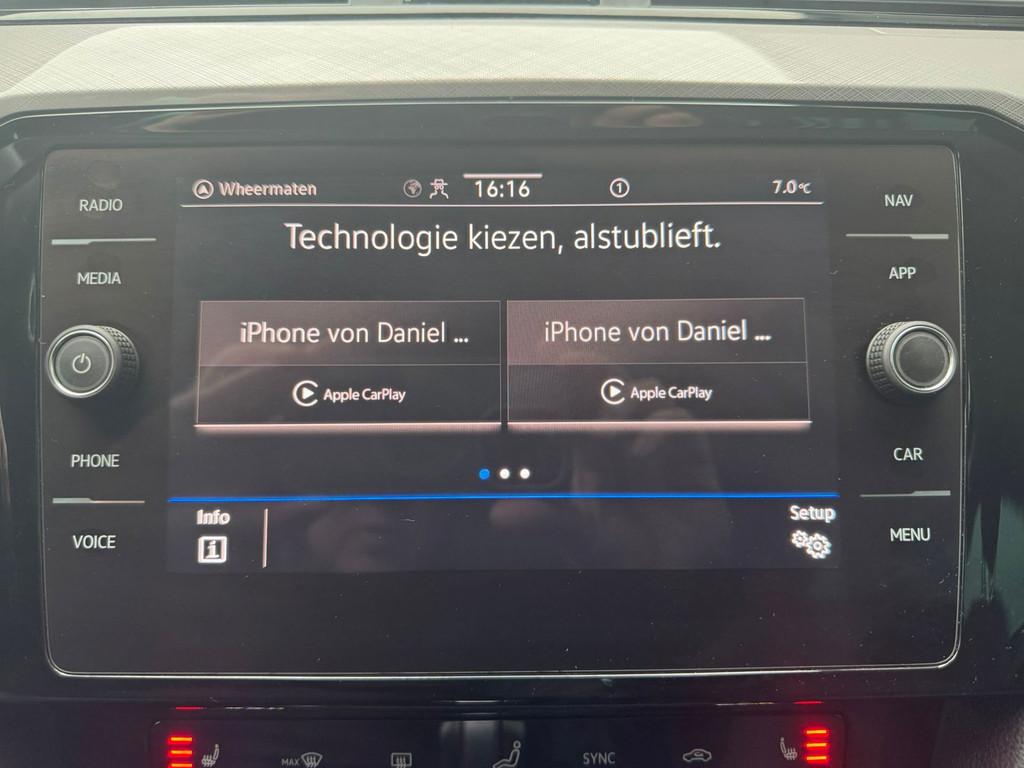 Wheermaten
16:16
1
7.0°C
RADIO
NAV
Technologie kiezen, alstublieft.
MEDIA
APP
iPhone von Daniel ...
iPhone von Daniel ...
Apple CarPlay
Apple CarPlay
PHONE
CAR
Info
Setup
VOICE
MENU
MAX
SYNC